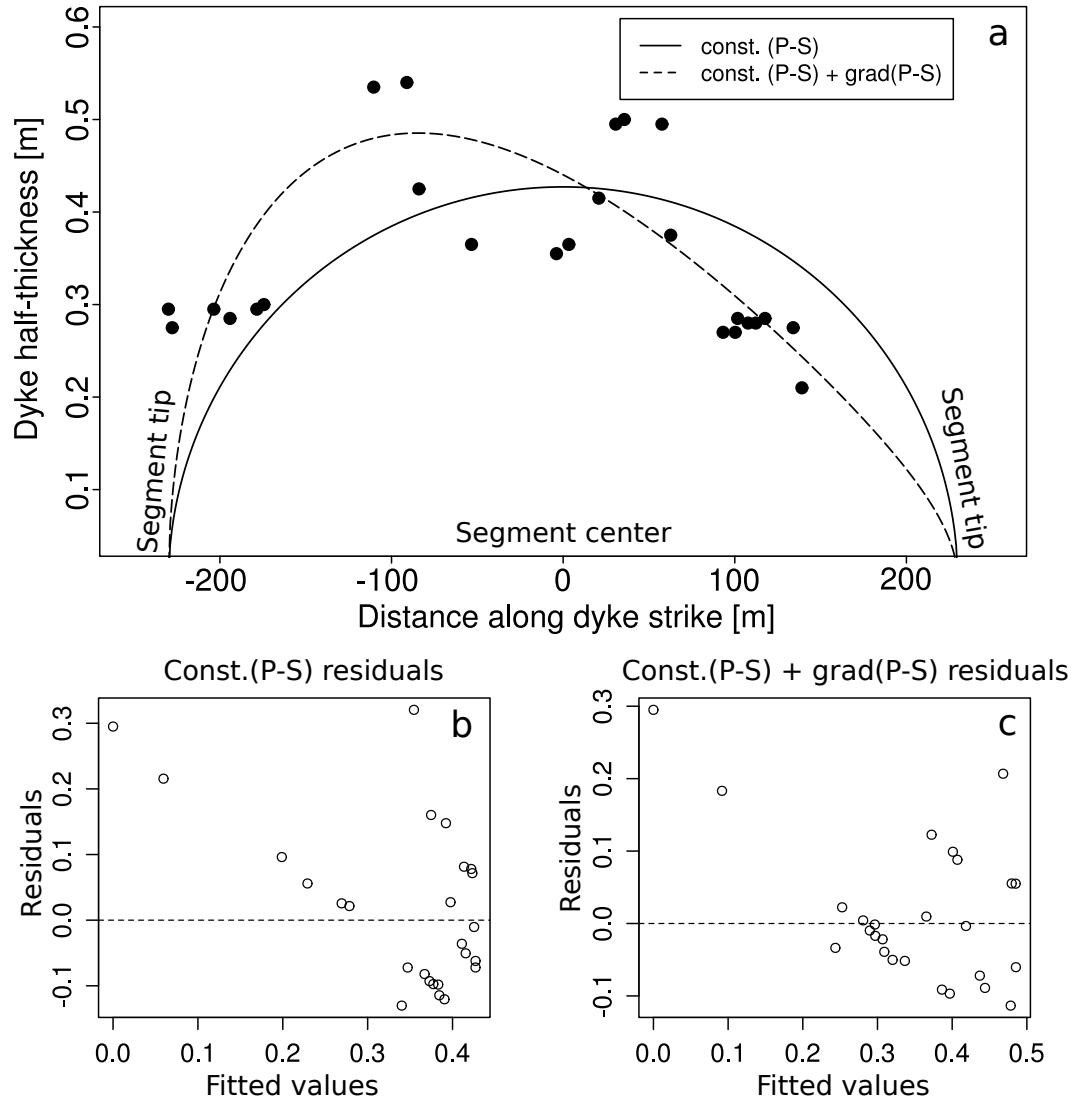 a
const. (P-S)
const. (P-S) + grad(P-S)
Dyke half-thickness [m]
0.6
0.5
0.4
0.3
0.2
0.1
Segment tip
Segment center
Segment tip
-200 -100 0 100 200
Distance along dyke strike [m]
Const.(P-S) residuals
b
Residuals
0.3
0.2
0.1
0.0
-0.1
0.0 0.1 0.2 0.3 0.4
Fitted values
Const.(P-S) + grad(P-S) residuals
c
Residuals
0.3
0.2
0.1
0.0
-0.1
0.0 0.1 0.2 0.3 0.4 0.5
Fitted values